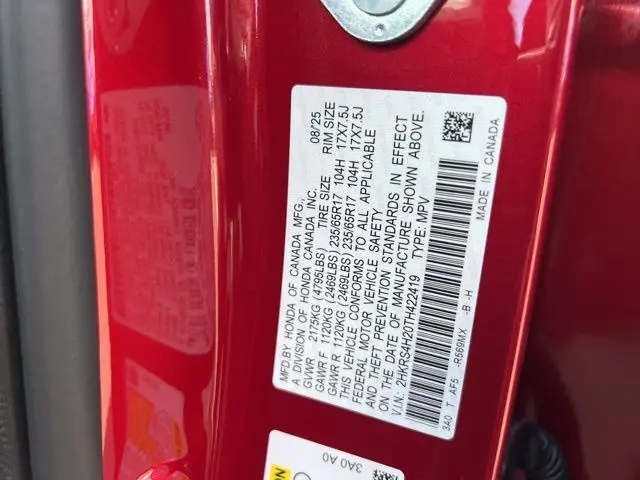 MFD.BY HONDA OF CANADA MFG., 08/25
A DIVISION OF HONDA CANADA INC.
GVWR 2175KG (4795LBS) TIRE SIZE RIM SIZE
GAWR F 1120KG (2469LBS) 235/65R17 104H 17X7.5J
GAWR R 1120KG (2469LBS) 235/65R17 104H 17X7.5J
THIS VEHICLE CONFORMS TO ALL APPLICABLE
FEDERAL MOTOR VEHICLE SAFETY
AND THEFT PREVENTION STANDARDS IN EFFECT
ON THE DATE OF MANUFACTURE SHOWN ABOVE.
V.I.N.: 2HKRS4H20TH422419 TYPE: MPV
3A0 T AF5 -R569MX -B -H MADE IN CANADA
3A0 A0